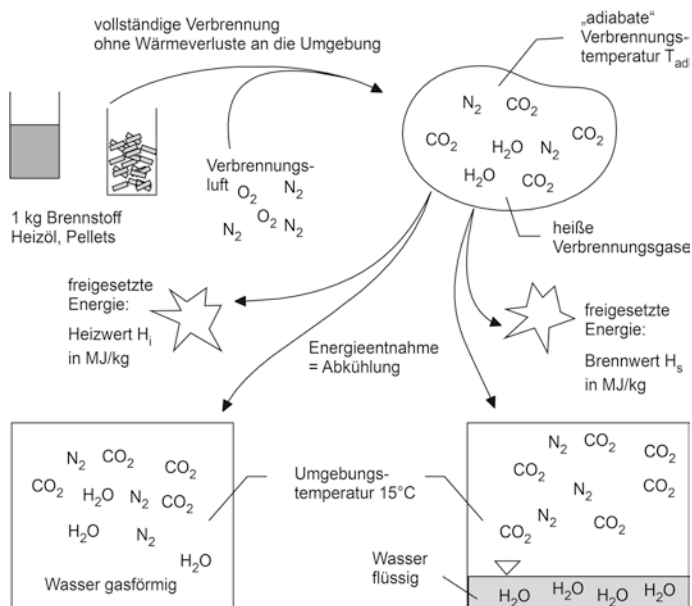 vollständige Verbrennung
ohne Wärmeverluste an die Umgebung
„adiabate“
Verbrennungs-
temperatur T_ad
N₂ CO₂
CO₂ CO₂
H₂O N₂
H₂O CO₂
Verbrennungs-
luft
O₂ N₂
O₂
N₂ N₂
1 kg Brennstoff
Heizöl, Pellets
heiße
Verbrennungsgase
freigesetzte
Energie:
Heizwert H_i
in MJ/kg
Energieentnahme
= Abkühlung
freigesetzte
Energie:
Brennwert H_s
in MJ/kg
N₂ CO₂ CO₂
CO₂ H₂O N₂ CO₂
H₂O N₂
H₂O
Wasser gasförmig
Umgebungs-
temperatur 15°C
N₂ CO₂ CO₂
CO₂
N₂ CO₂
N₂ CO₂
CO₂
Wasser
flüssig
H₂O H₂O H₂O H₂O